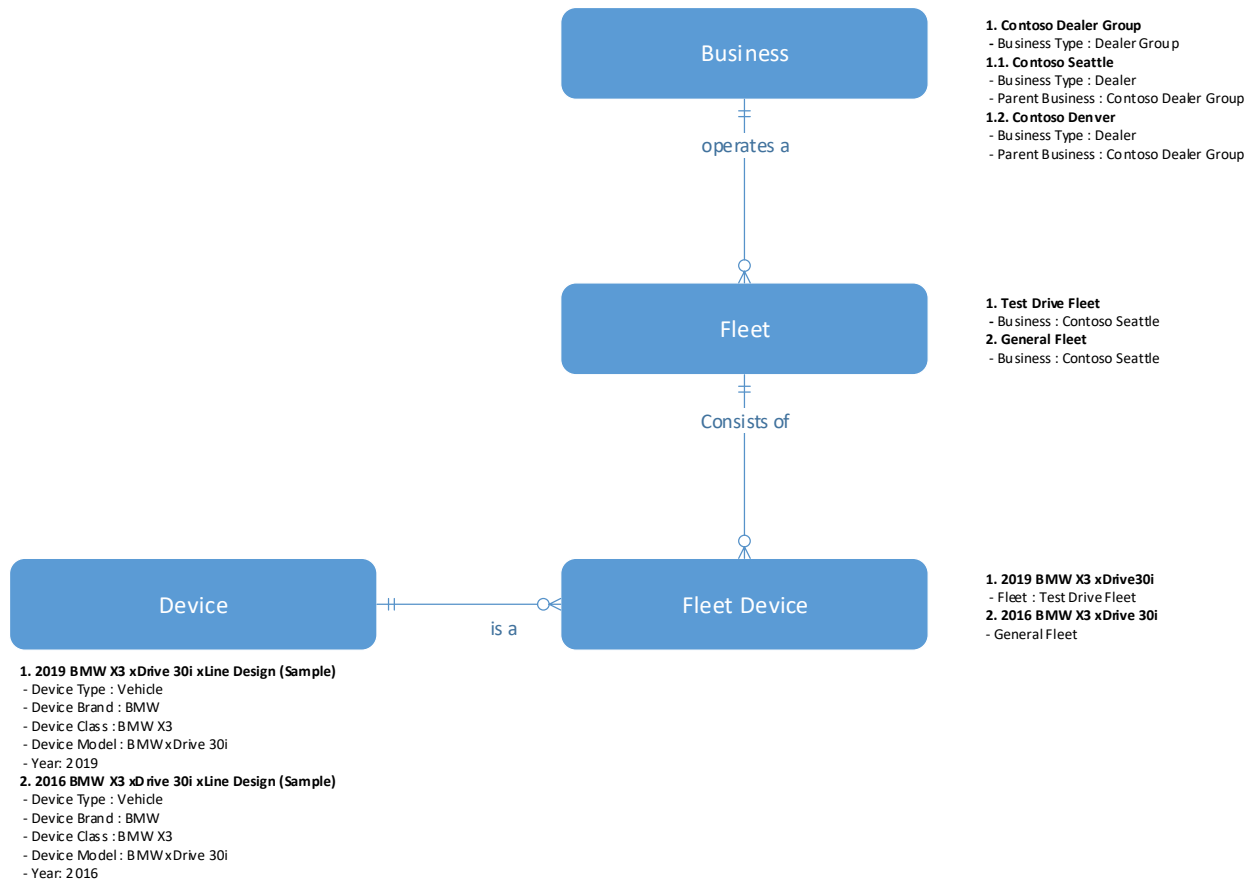 Business
1. Contoso Dealer Group
- Business Type : Dealer Group
1.1. Contoso Seattle
- Business Type : Dealer
- Parent Business : Contoso Dealer Group
1.2. Contoso Denver
- Business Type : Dealer
- Parent Business : Contoso Dealer Group
operates a
Fleet
1. Test Drive Fleet
- Business : Contoso Seattle
2. General Fleet
- Business : Contoso Seattle
Consists of
Device
is a
Fleet Device
1. 2019 BMW X3 xDrive30i
- Fleet : Test Drive Fleet
2. 2016 BMW X3 xDrive 30i
- General Fleet
1. 2019 BMW X3 xDrive 30i xLine Design (Sample)
- Device Type : Vehicle
- Device Brand : BMW
- Device Class : BMW X3
- Device Model : BMW xDrive 30i
- Year: 2019
2. 2016 BMW X3 xDrive 30i xLine Design (Sample)
- Device Type : Vehicle
- Device Brand : BMW
- Device Class : BMW X3
- Device Model : BMW xDrive 30i
- Year: 2016